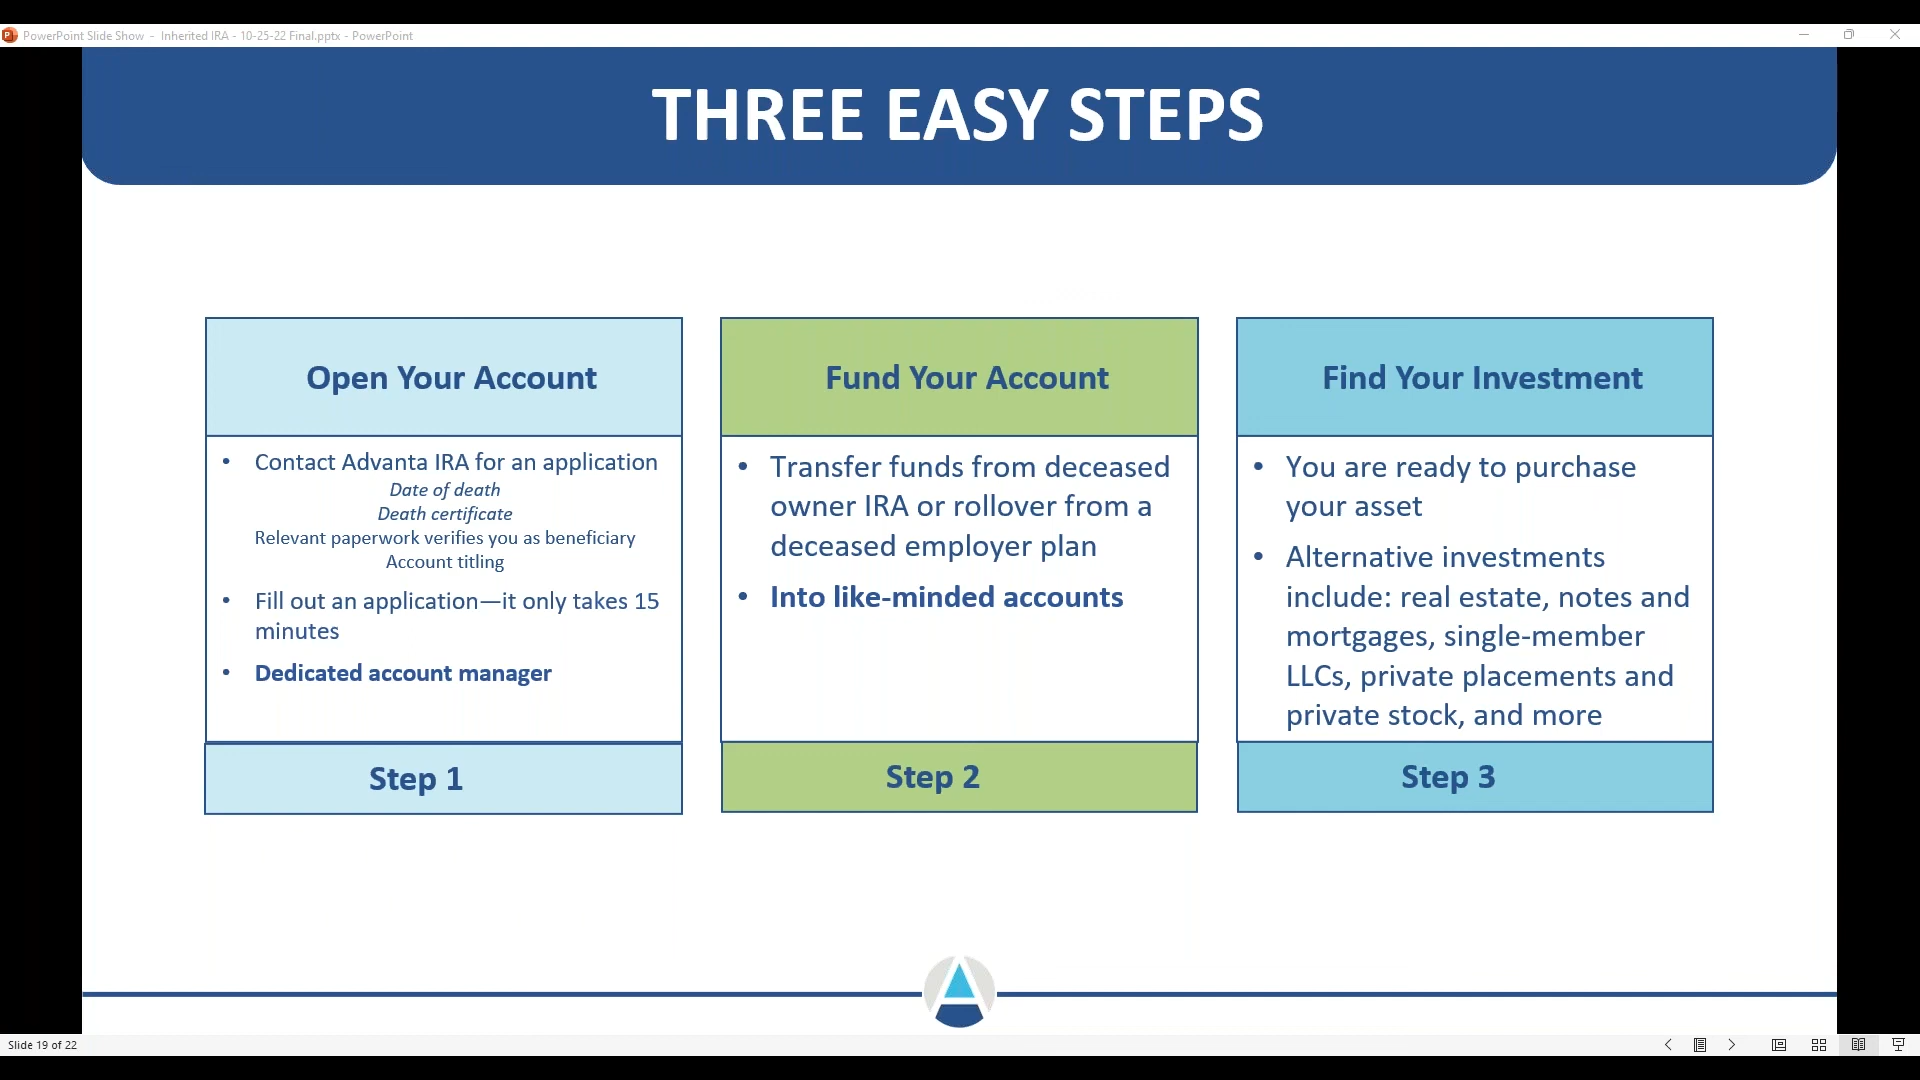 PowerPoint Slide Show - Inherited IRA - 10-25-22 Final.pptx - PowerPoint
THREE EASY STEPS
Open Your Account
• Contact Advanta IRA for an application
Date of death
Death certificate
Relevant paperwork verifies you as beneficiary
Account titling
• Fill out an application—it only takes 15
minutes
• Dedicated account manager
Step 1
Fund Your Account
• Transfer funds from deceased
owner IRA or rollover from a
deceased employer plan
• Into like-minded accounts
Step 2
Find Your Investment
• You are ready to purchase
your asset
• Alternative investments
include: real estate, notes and
mortgages, single-member
LLCs, private placements and
private stock, and more
Step 3
Slide 19 of 22